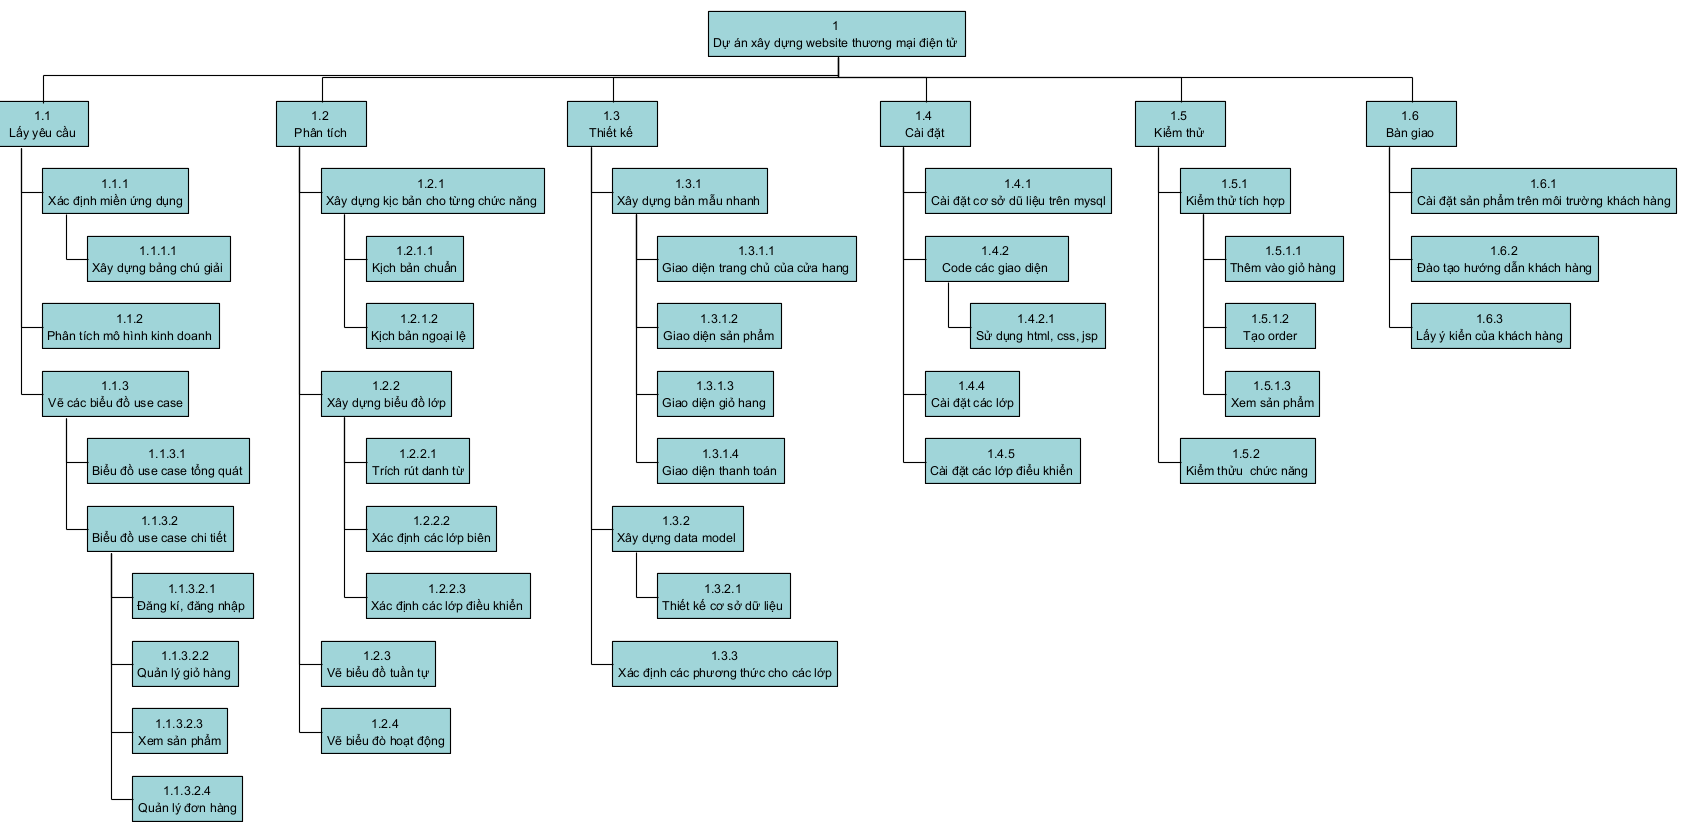 1
Dự án xây dựng website thương mại điện tử
1.1
Lấy yêu cầu
1.1.1
Xác định miền ứng dụng
1.1.1.1
Xây dựng bảng chú giải
1.1.2
Phân tích mô hình kinh doanh
1.1.3
Vẽ các biểu đồ use case
1.1.3.1
Biểu đồ use case tổng quát
1.1.3.2
Biểu đồ use case chi tiết
1.1.3.2.1
Đăng kí, đăng nhập
1.1.3.2.2
Quản lý giỏ hàng
1.1.3.2.3
Xem sản phẩm
1.1.3.2.4
Quản lý đơn hàng
1.2
Phân tích
1.2.1
Xây dựng kịc bản cho từng chức năng
1.2.1.1
Kịch bản chuẩn
1.2.1.2
Kịch bản ngoại lệ
1.2.2
Xây dựng biểu đồ lớp
1.2.2.1
Trích rút danh từ
1.2.2.2
Xác định các lớp biên
1.2.2.3
Xác định các lớp điều khiển
1.2.3
Vẽ biểu đồ tuần tự
1.2.4
Vẽ biểu đò hoạt động
1.3
Thiết kế
1.3.1
Xây dựng bản mẫu nhanh
1.3.1.1
Giao diện trang chủ của cửa hang
1.3.1.2
Giao diện sản phẩm
1.3.1.3
Giao diện giỏ hang
1.3.1.4
Giao diện thanh toán
1.3.2
Xây dựng data model
1.3.2.1
Thiết kế cơ sở dữ liệu
1.3.3
Xác định các phương thức cho các lớp
1.4
Cài đặt
1.4.1
Cài đặt cơ sở dũ liệu trên mysql
1.4.2
Code các giao diện
1.4.2.1
Sử dụng html, css, jsp
1.4.4
Cài đặt các lớp
1.4.5
Cài đặt các lớp điểu khiển
1.5
Kiểm thử
1.5.1
Kiểm thử tích hợp
1.5.1.1
Thêm vào giỏ hàng
1.5.1.2
Tạo order
1.5.1.3
Xem sản phẩm
1.5.2
Kiểm thửu chức năng
1.6
Bàn giao
1.6.1
Cài đặt sản phẩm trên môi trường khách hàng
1.6.2
Đào tạo hướng dẫn khách hàng
1.6.3
Lấy ý kiển của khách hàng